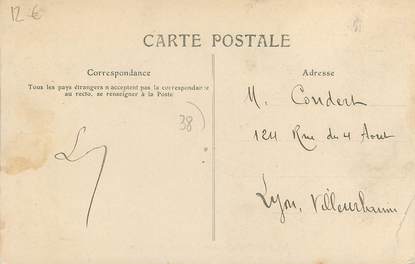 12 €
CARTE POSTALE
Correspondance
Tous les pays étrangers n'acceptent pas la correspondance
au recto, se renseigner à la Poste
38)
Adresse
M. Coudert
124 Rue du 4 Aout
Lyon, Villeurbanne